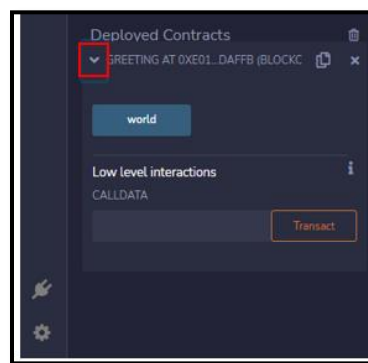 Deployed Contracts
GREETING AT 0XE01...DAFFB (BLOCKC
world
Low level interactions
i
CALLDATA
Transact